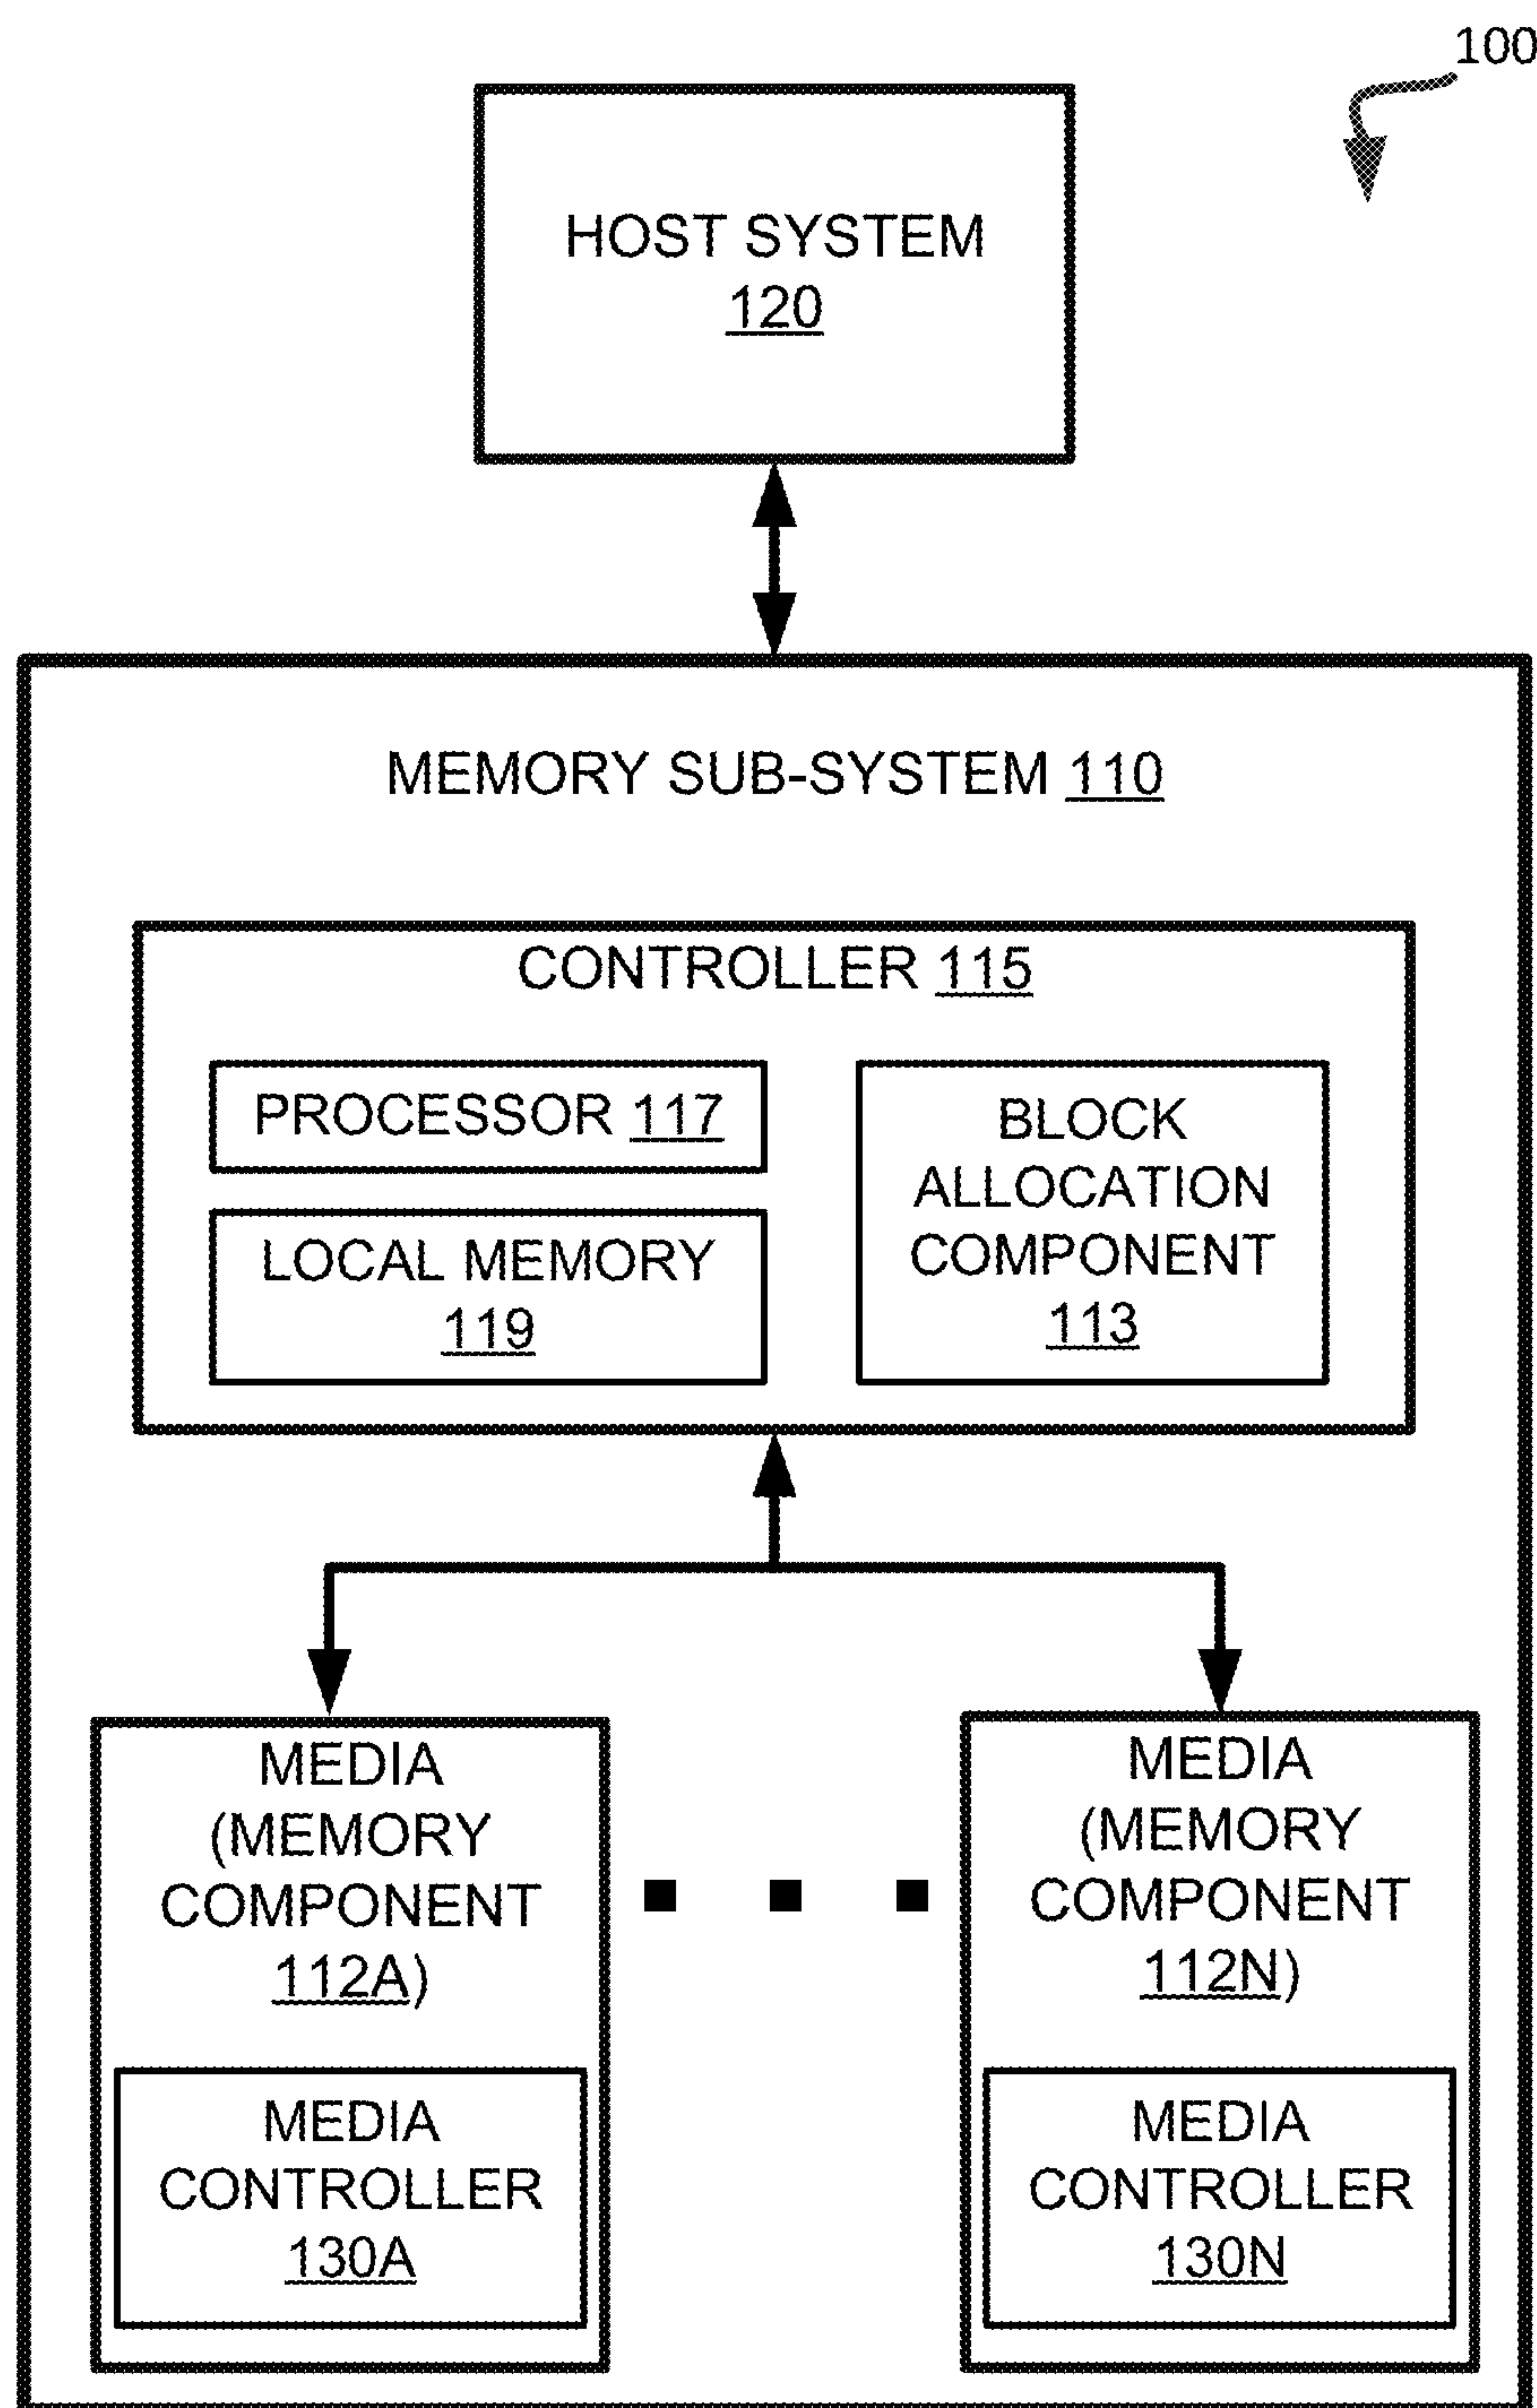 100
HOST SYSTEM
120
MEMORY SUB-SYSTEM 110
CONTROLLER 115
PROCESSOR 117
LOCAL MEMORY
119
BLOCK
ALLOCATION
COMPONENT
113
MEDIA
(MEMORY
COMPONENT
112A)
MEDIA
CONTROLLER
130A
MEDIA
(MEMORY
COMPONENT
112N)
MEDIA
CONTROLLER
130N